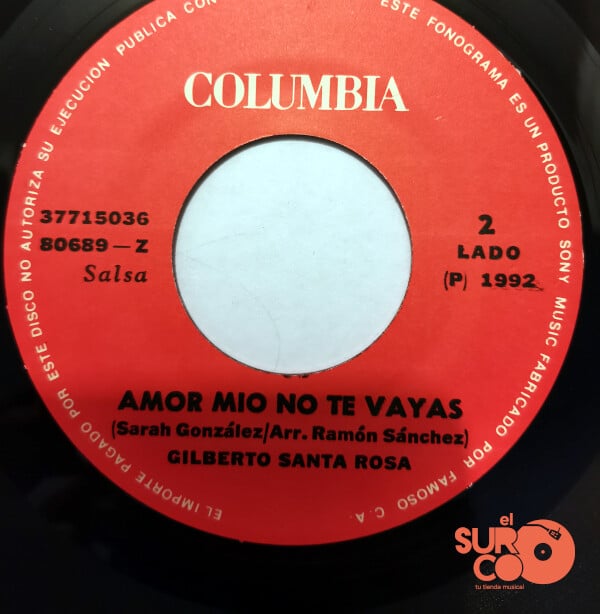 EL IMPORTE PAGADO POR ESTE DISCO NO AUTORIZA SU EJECUCION PUBLICA CON
ESTE FONOGRAMA ES UN PRODUCTO SONY MUSIC FABRICADO POR FAMOSO C.A.
COLUMBIA
37715036
80689-Z
Salsa
2
LADO
(P) 1992
AMOR MIO NO TE VAYAS
(Sarah González/Arr. Ramón Sánchez)
GILBERTO SANTA ROSA
el
SURCO
tu tienda musical